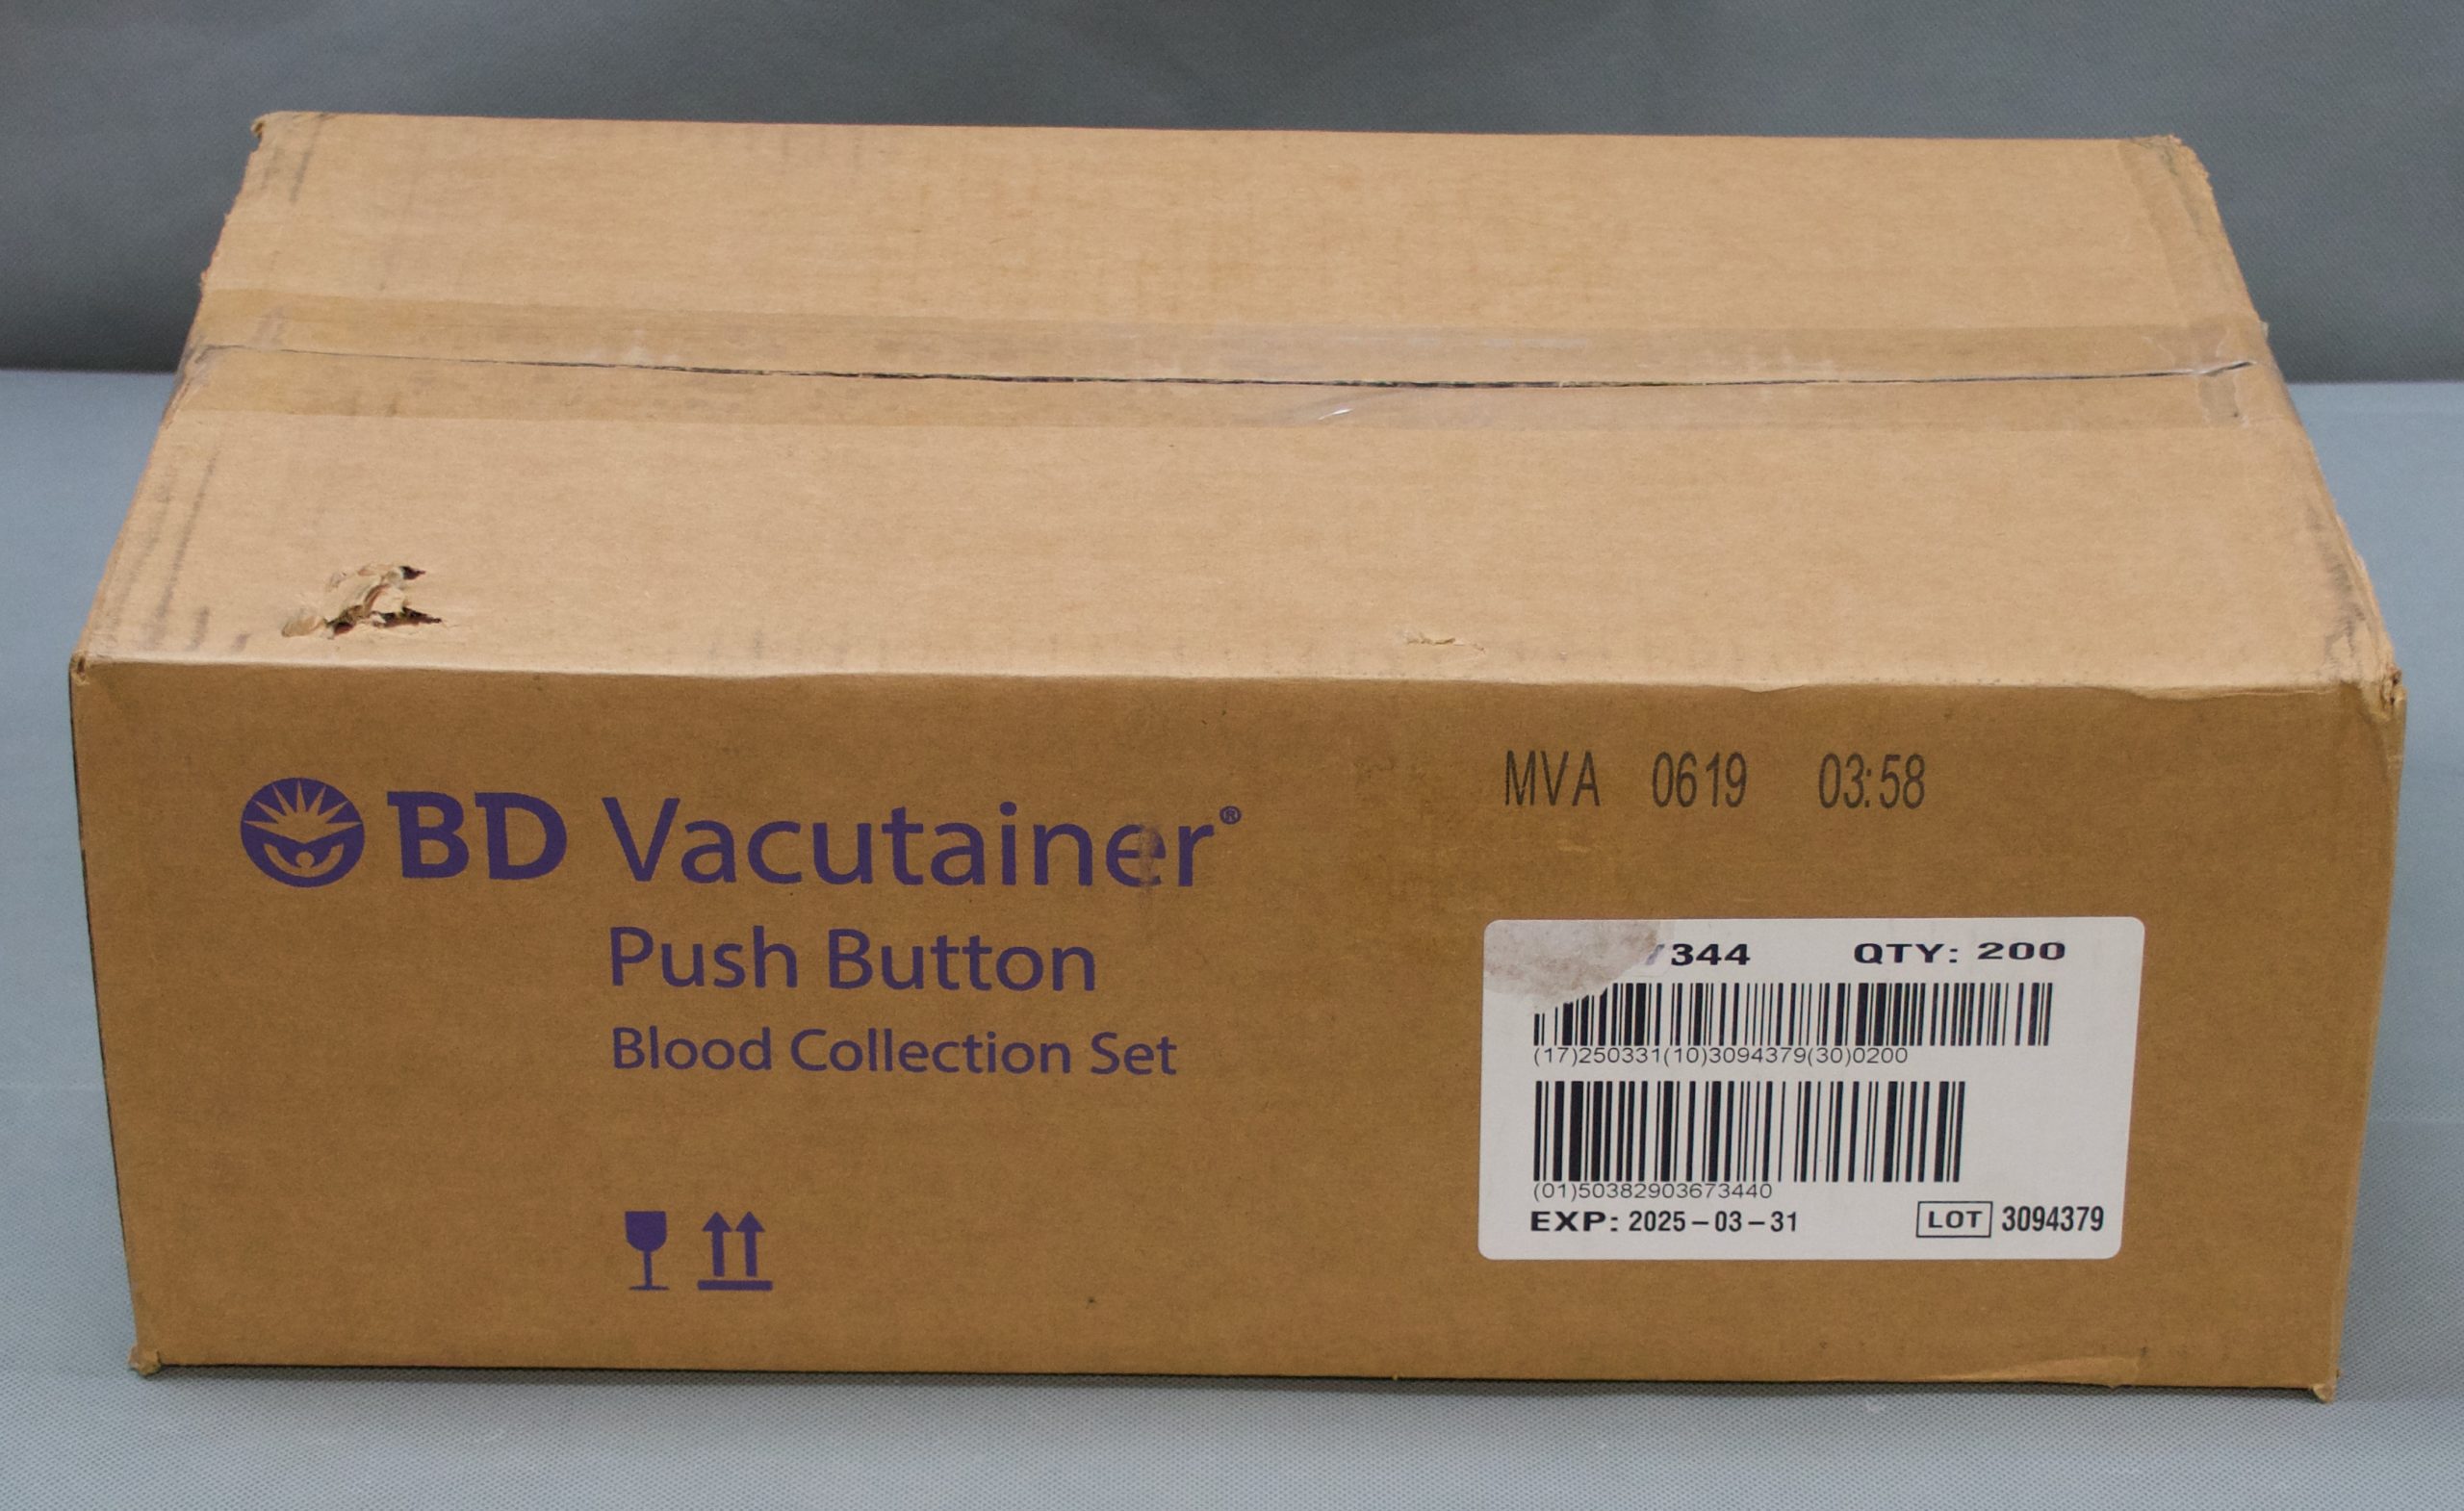 BD Vacutainer®
Push Button
Blood Collection Set
MVA 0619 03:58
344 QTY: 200
(17)250331(10)3094379(30)0200
(01)50382903673440
EXP: 2025-03-31 LOT 3094379